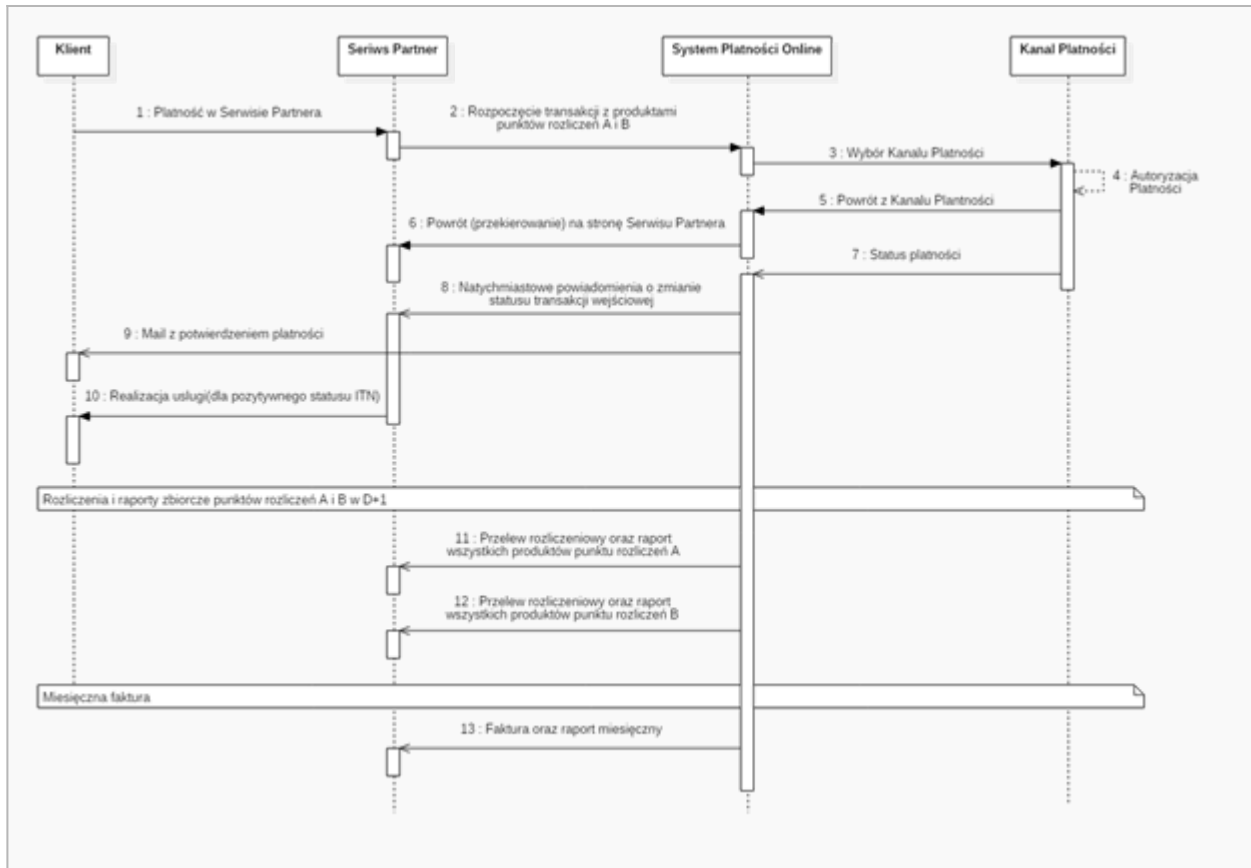 Klient
Seriws Partner
System Platności Online
Kanal Platności
1 : Platność w Serwisie Partnera
2 : Rozpoczęcie transakcji z produktami
punktów rozliczeń A i B
3 : Wybór Kanalu Platności
4 : Autoryzacja
Platności
5 : Powrót z Kanalu Plantności
6 : Powrót (przekierowanie) na stronę Serwisu Partnera
7 : Status platności
8 : Natychmiastowe powiadomienia o zmianie
statusu transakcji wejściowej
9 : Mail z potwierdzeniem platności
10 : Realizacja uslugi(dla pozytywnego statusu ITN)
Rozliczenia i raporty zbiorcze punktów rozliczeń A i B w D+1
11 : Przelew rozliczeniowy oraz raport
wszystkich produktów punktu rozliczeń A
12 : Przelew rozliczeniowy oraz raport
wszystkich produktów punktu rozliczeń B
Miesięczna faktura
13 : Faktura oraz raport miesięczny